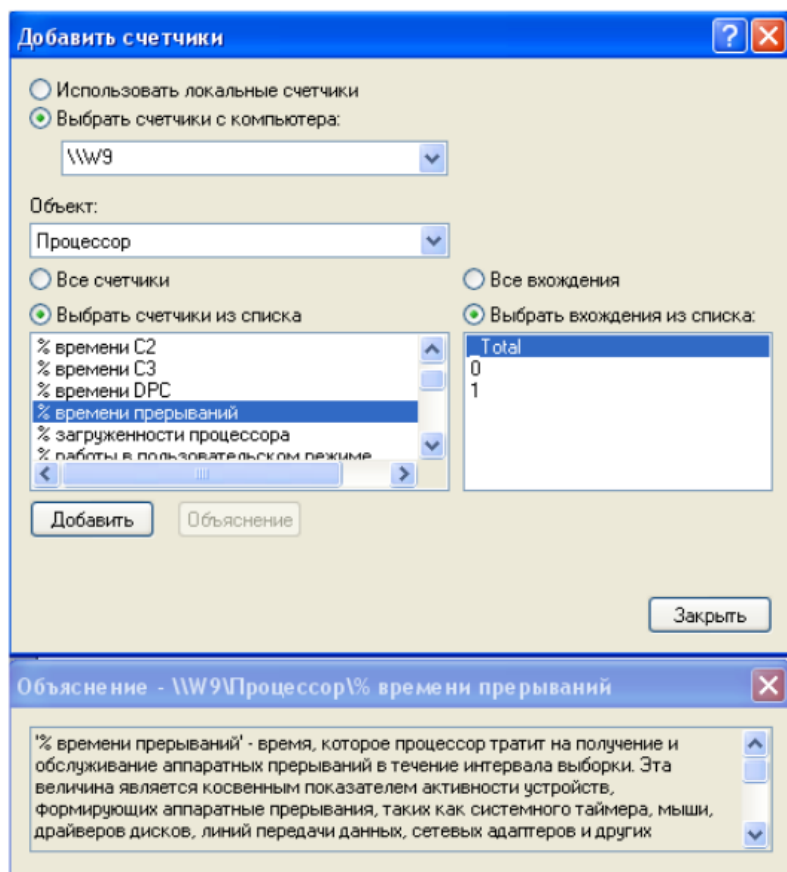 Добавить счетчики
Использовать локальные счетчики
Выбрать счетчики с компьютера:
\\W9
Объект:
Процессор
Все счетчики
Все вхождения
Выбрать счетчики из списка
Выбрать вхождения из списка:
% времени C2
% времени C3
% времени DPC
% времени прерываний
% загруженности процессора
% работы в пользовательском режиме
_Total
0
1
Добавить
Объяснение
Закрыть
Объяснение - \\W9\Процессор\% времени прерываний
'% времени прерываний' - время, которое процессор тратит на получение и
обслуживание аппаратных прерываний в течение интервала выборки. Эта
величина является косвенным показателем активности устройств,
формирующих аппаратные прерывания, таких как системного таймера, мыши,
драйверов дисков, линий передачи данных, сетевых адаптеров и других